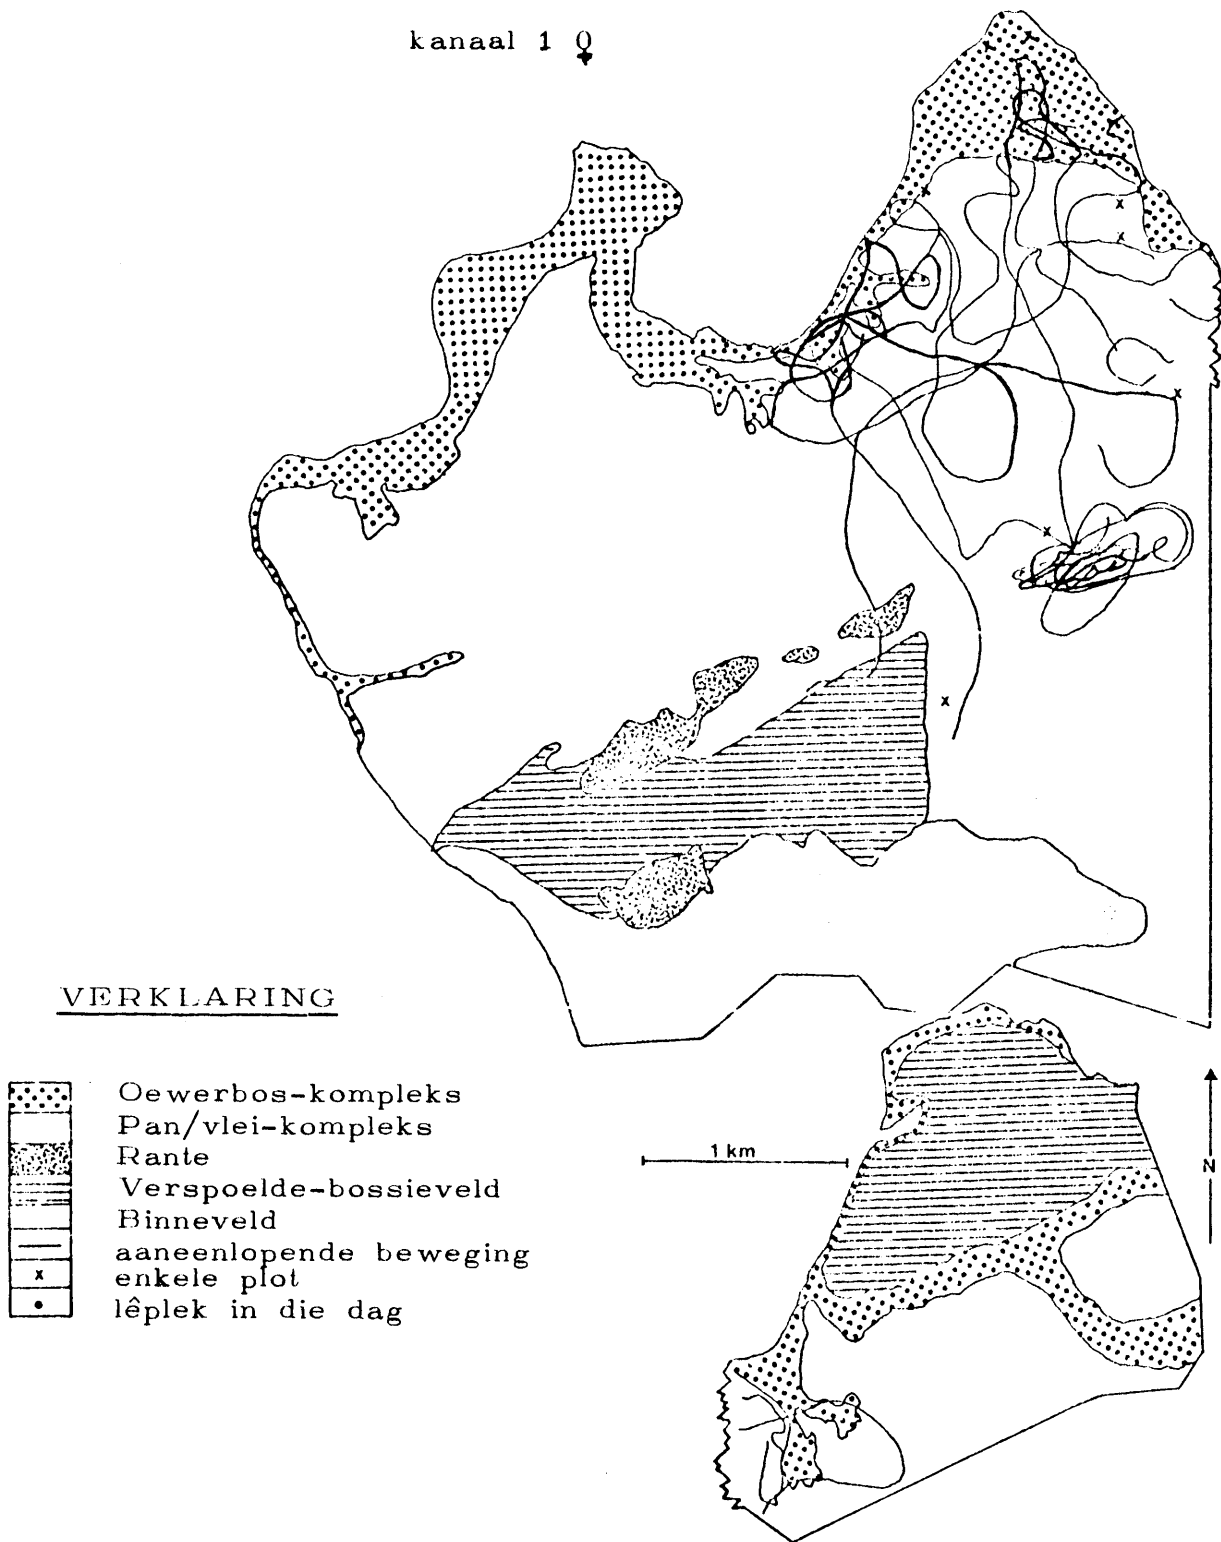 kanaal 1 ♀
VERKLARING
Oewerbos-kompleks
Pan/vlei-kompleks
Rante
Verspoelde-bossieveld
Binneveld
aaneenlopende beweging
x enkele plot
lêplek in die dag
1 km
N